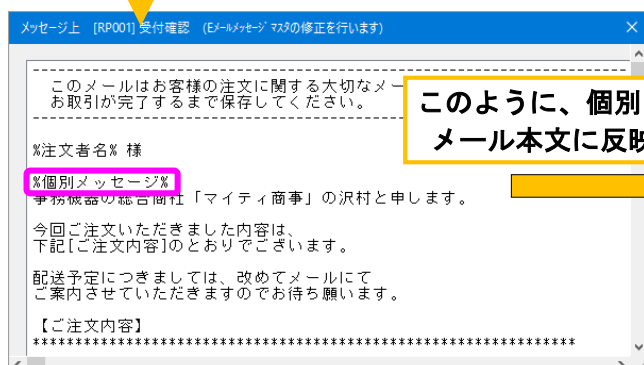 メッセージ上　[RP001] 受付確認　(Eﾒｰﾙﾒｯｾｰｼﾞ ﾏｽﾀの修正を行います)
このメールはお客様の注文に関する大切なメー
お取引が完了するまで保存してください。
このように、個別
メール本文に反映
%注文者名% 様
%個別メッセージ%
事務機器の総合商社「マイティ商事」の沢村と申します。
今回ご注文いただきました内容は、
下記[ご注文内容]のとおりでございます。
配送予定につきましては、改めてメールにて
ご案内させていただきますのでお待ち願います。
【ご注文内容】
****************************************************************